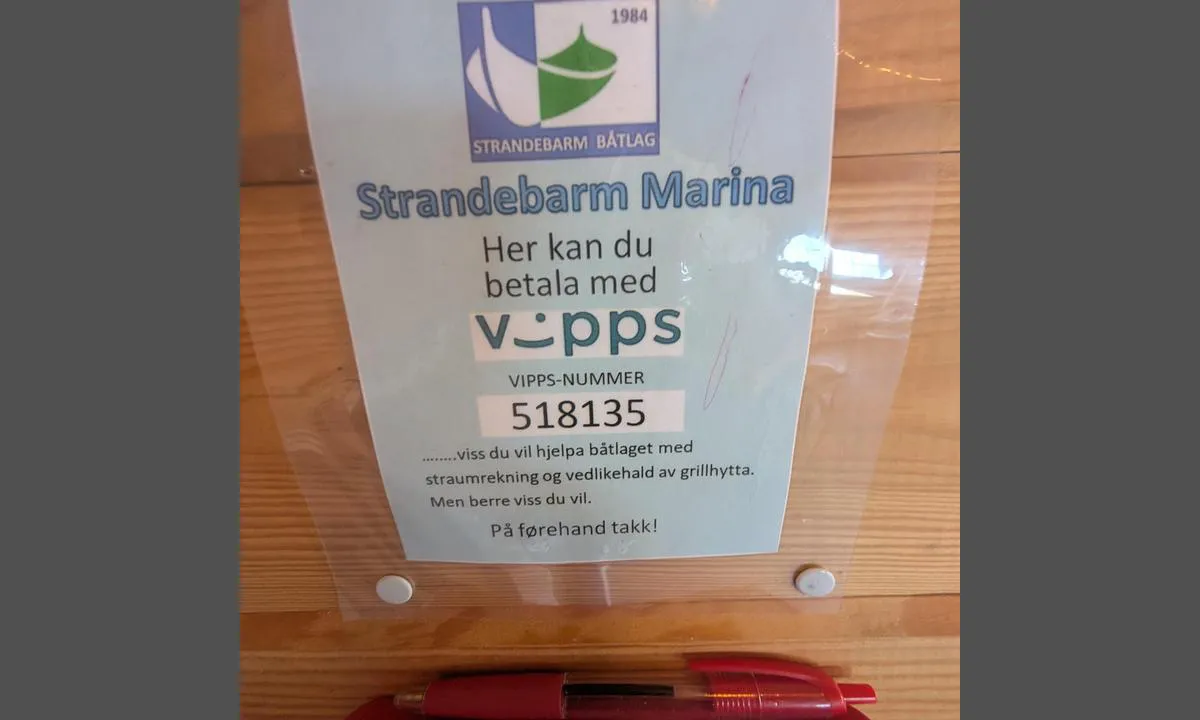 1984
STRANDEBARM BÅTLAG
Strandebarm Marina
Her kan du
betala med
vipps
VIPPS-NUMMER
518135
........viss du vil hjelpa båtlaget med
straumrekning og vedlikehald av grillhytta.
Men berre viss du vil.
På førehand takk!